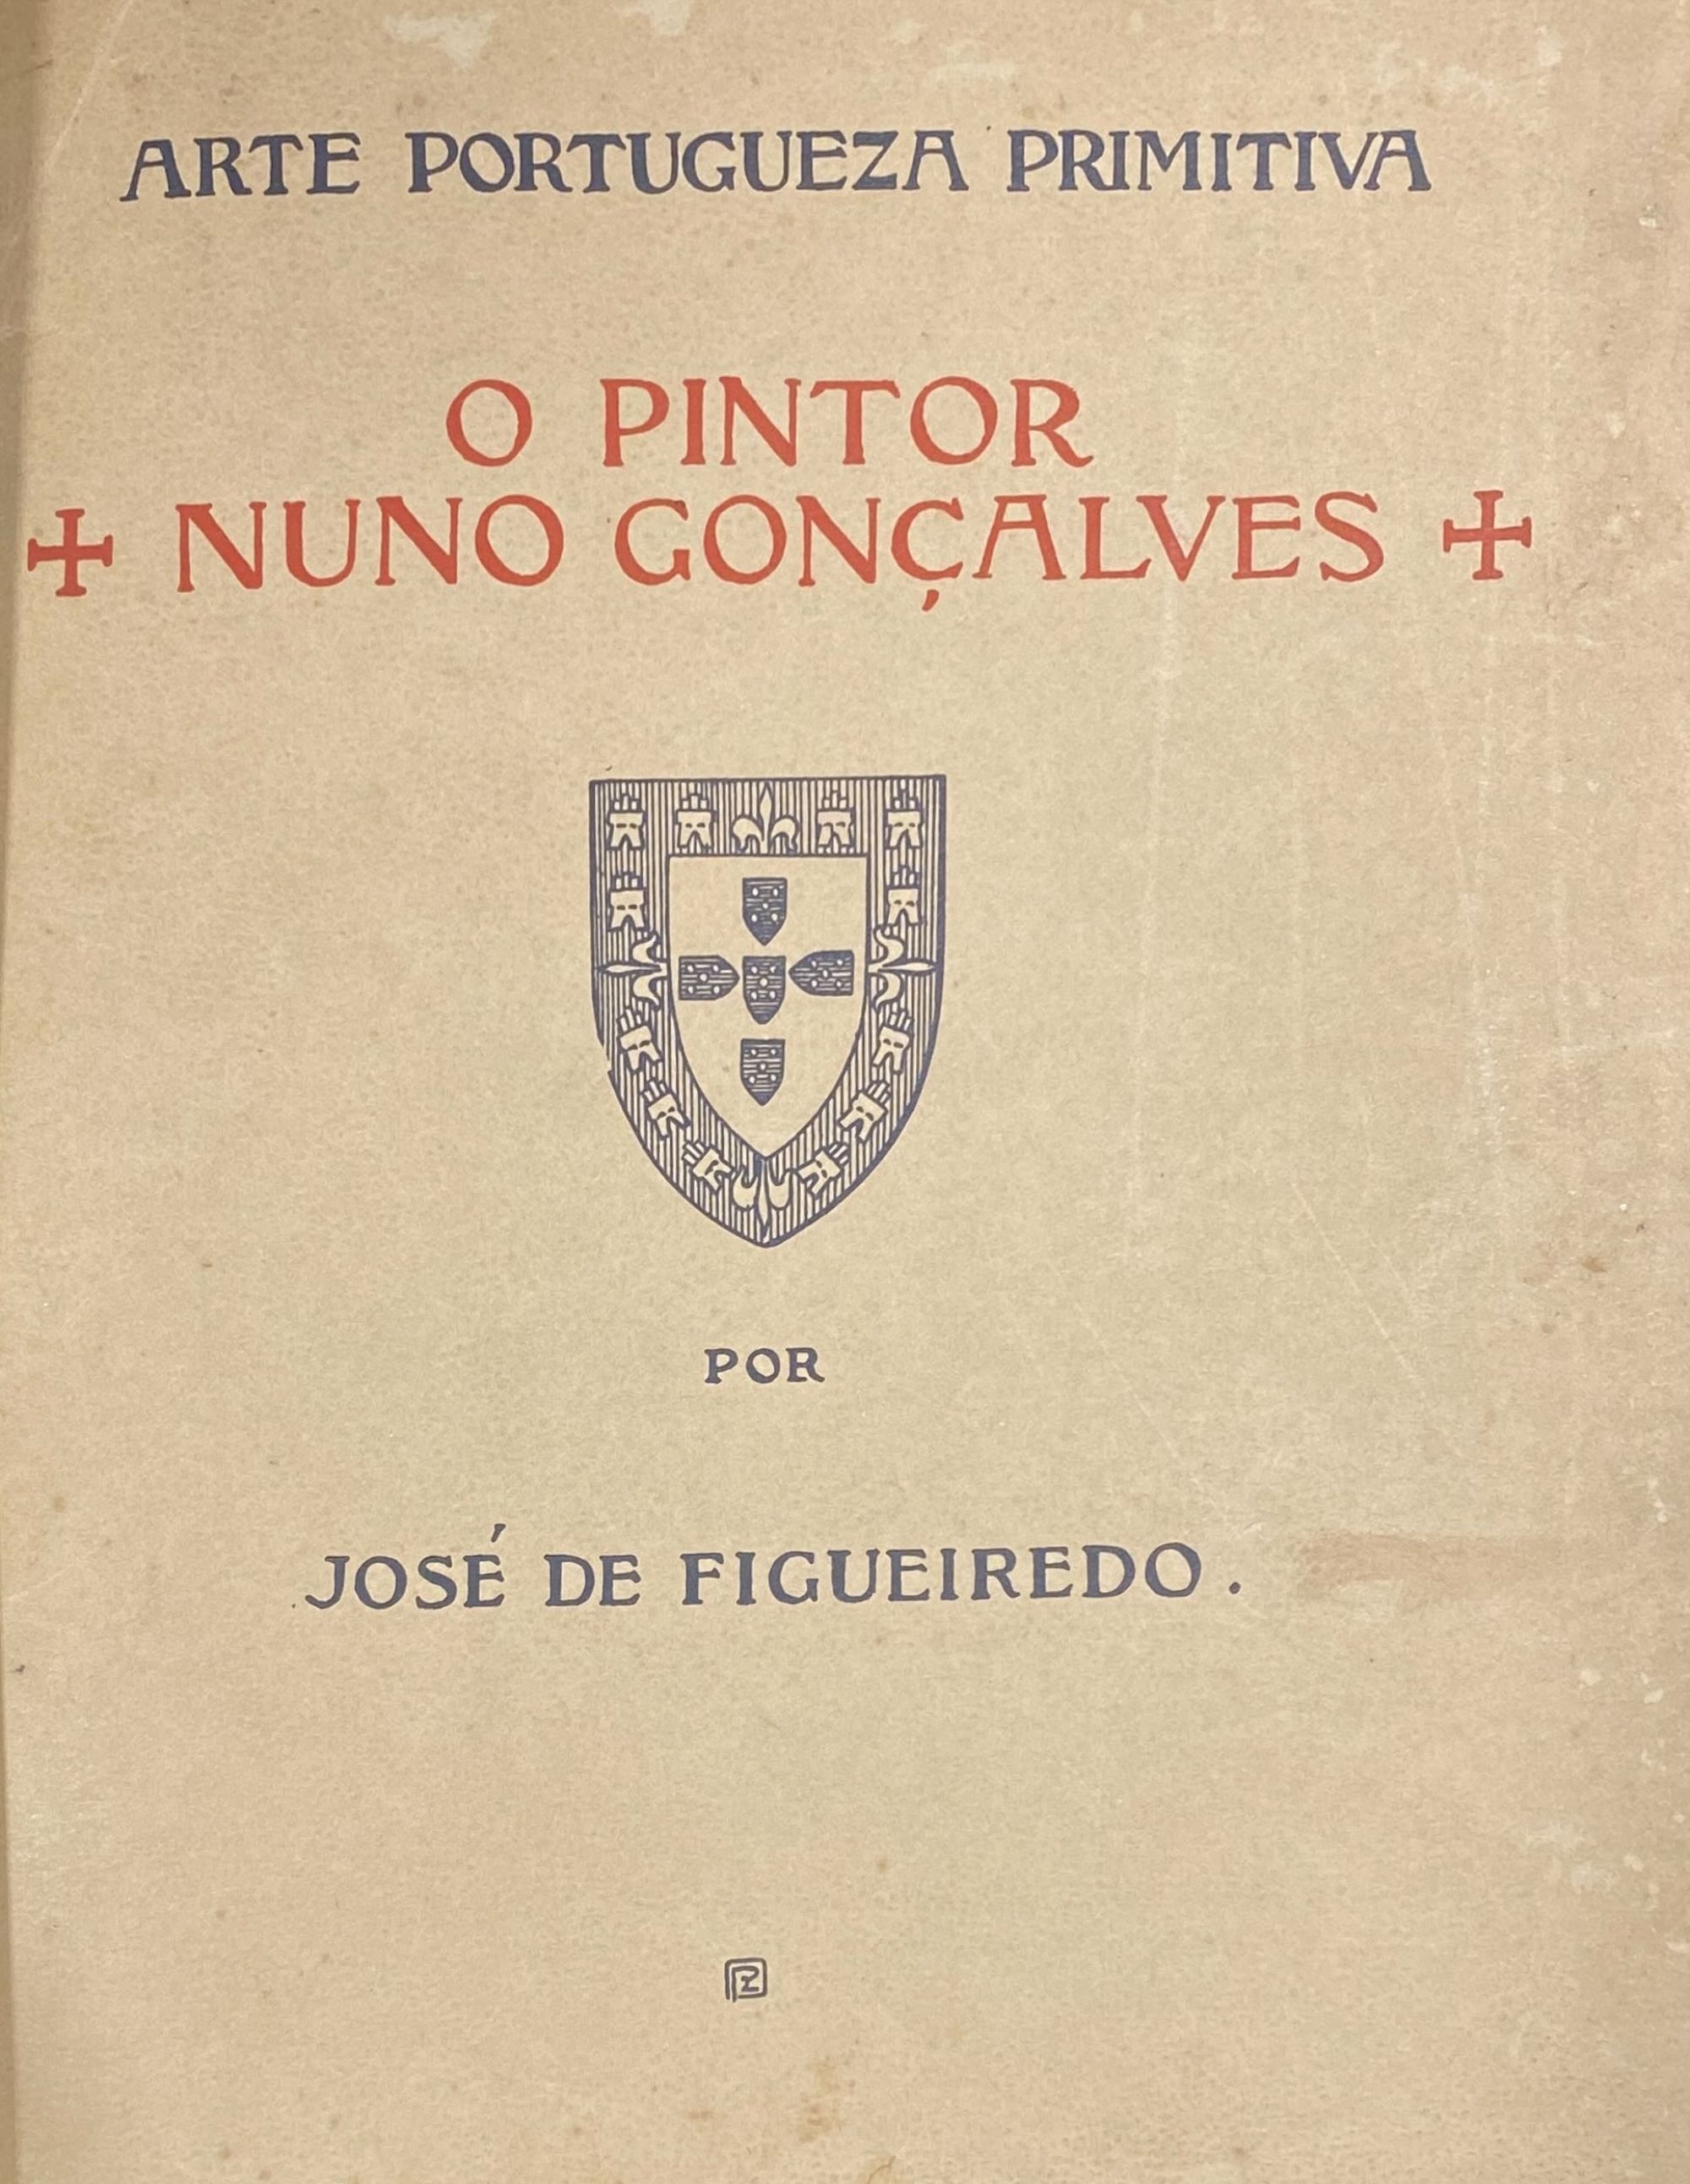 ARTE PORTUGUEZA PRIMITIVA
O PINTOR
NUNO GONÇALVES
POR
JOSÉ DE FIGUEIREDO.